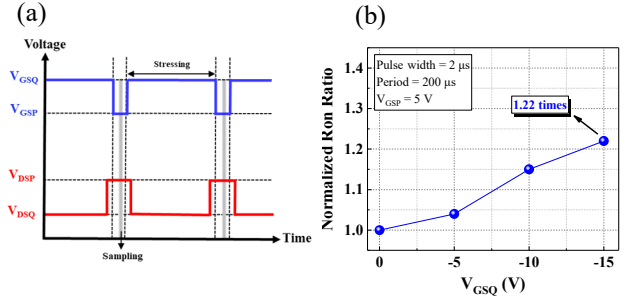 (a)
Voltage
Stressing
V_GSQ
V_GSP
V_DSP
V_DSQ
Time
Sampling
(b)
Normalized Ron Ratio
1.4
1.3
1.2
1.1
1.0
Pulse width = 2 μs
Period = 200 μs
V_GSP = 5 V
1.22 times
0
-5
-10
-15
V_GSQ (V)